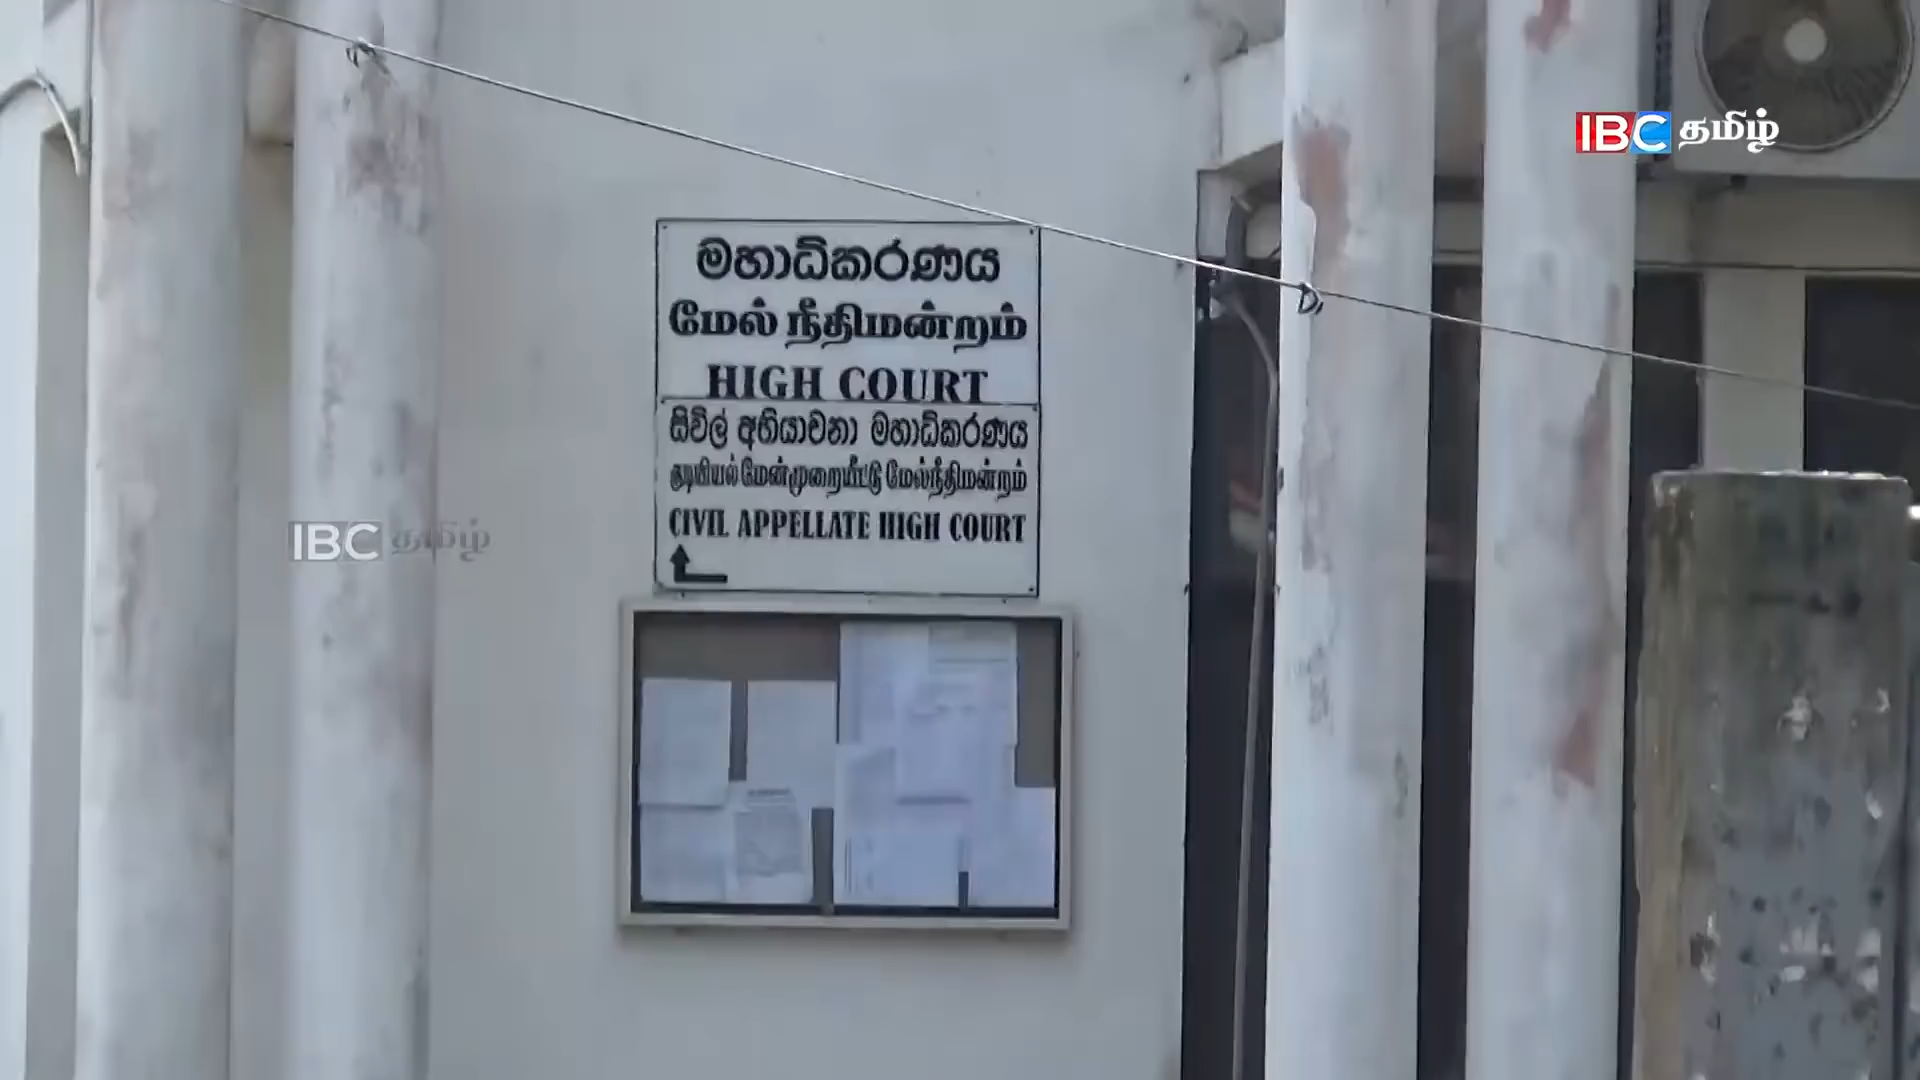 IBC தமிழ்
මහාධිකරණය
மேல் நீதிமன்றம்
HIGH COURT
සිවිල් අභියාචනා මහාධිකරණය
குடியியல் மேன்முறையீட்டு மேல்நீதிமன்றம்
CIVIL APPELLATE HIGH COURT
IBC தமிழ்